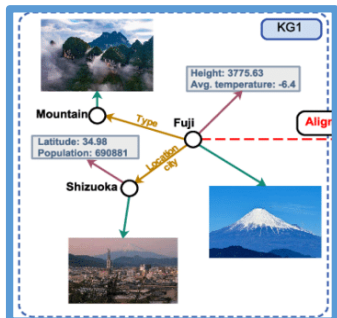 KG1
Height: 3775.63
Avg. temperature: -6.4
Mountain
Type
Fuji
Align
Latitude: 34.98
Population: 690881
Location
city
Shizuoka